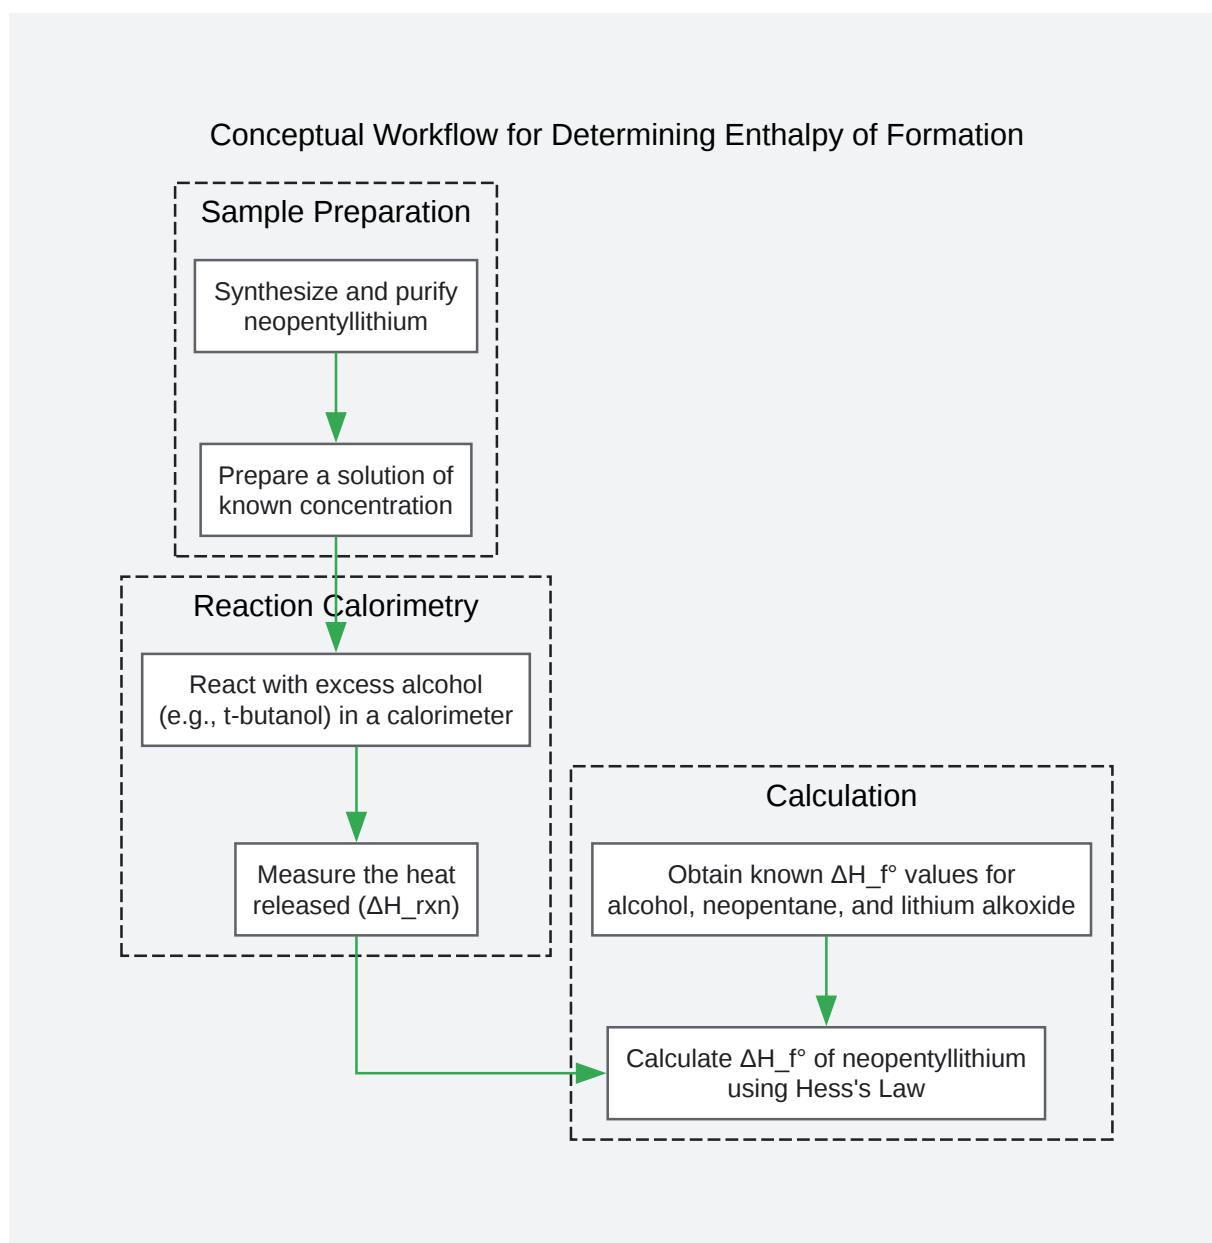 Conceptual Workflow for Determining Enthalpy of Formation
Sample Preparation
Synthesize and purify
neopentyllithium
Prepare a solution of
known concentration
Reaction Calorimetry
React with excess alcohol
(e.g., t-butanol) in a calorimeter
Measure the heat
released (ΔH_rxn)
Calculation
Obtain known ΔH_f° values for
alcohol, neopentane, and lithium alkoxide
Calculate ΔH_f° of neopentyllithium
using Hess's Law